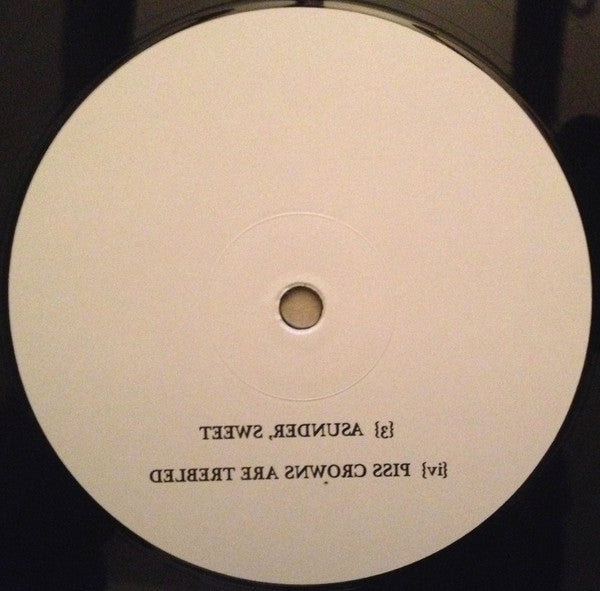 {3} ASUNDER, SWEET
{iv} PISS CROWNS ARE TREBLED